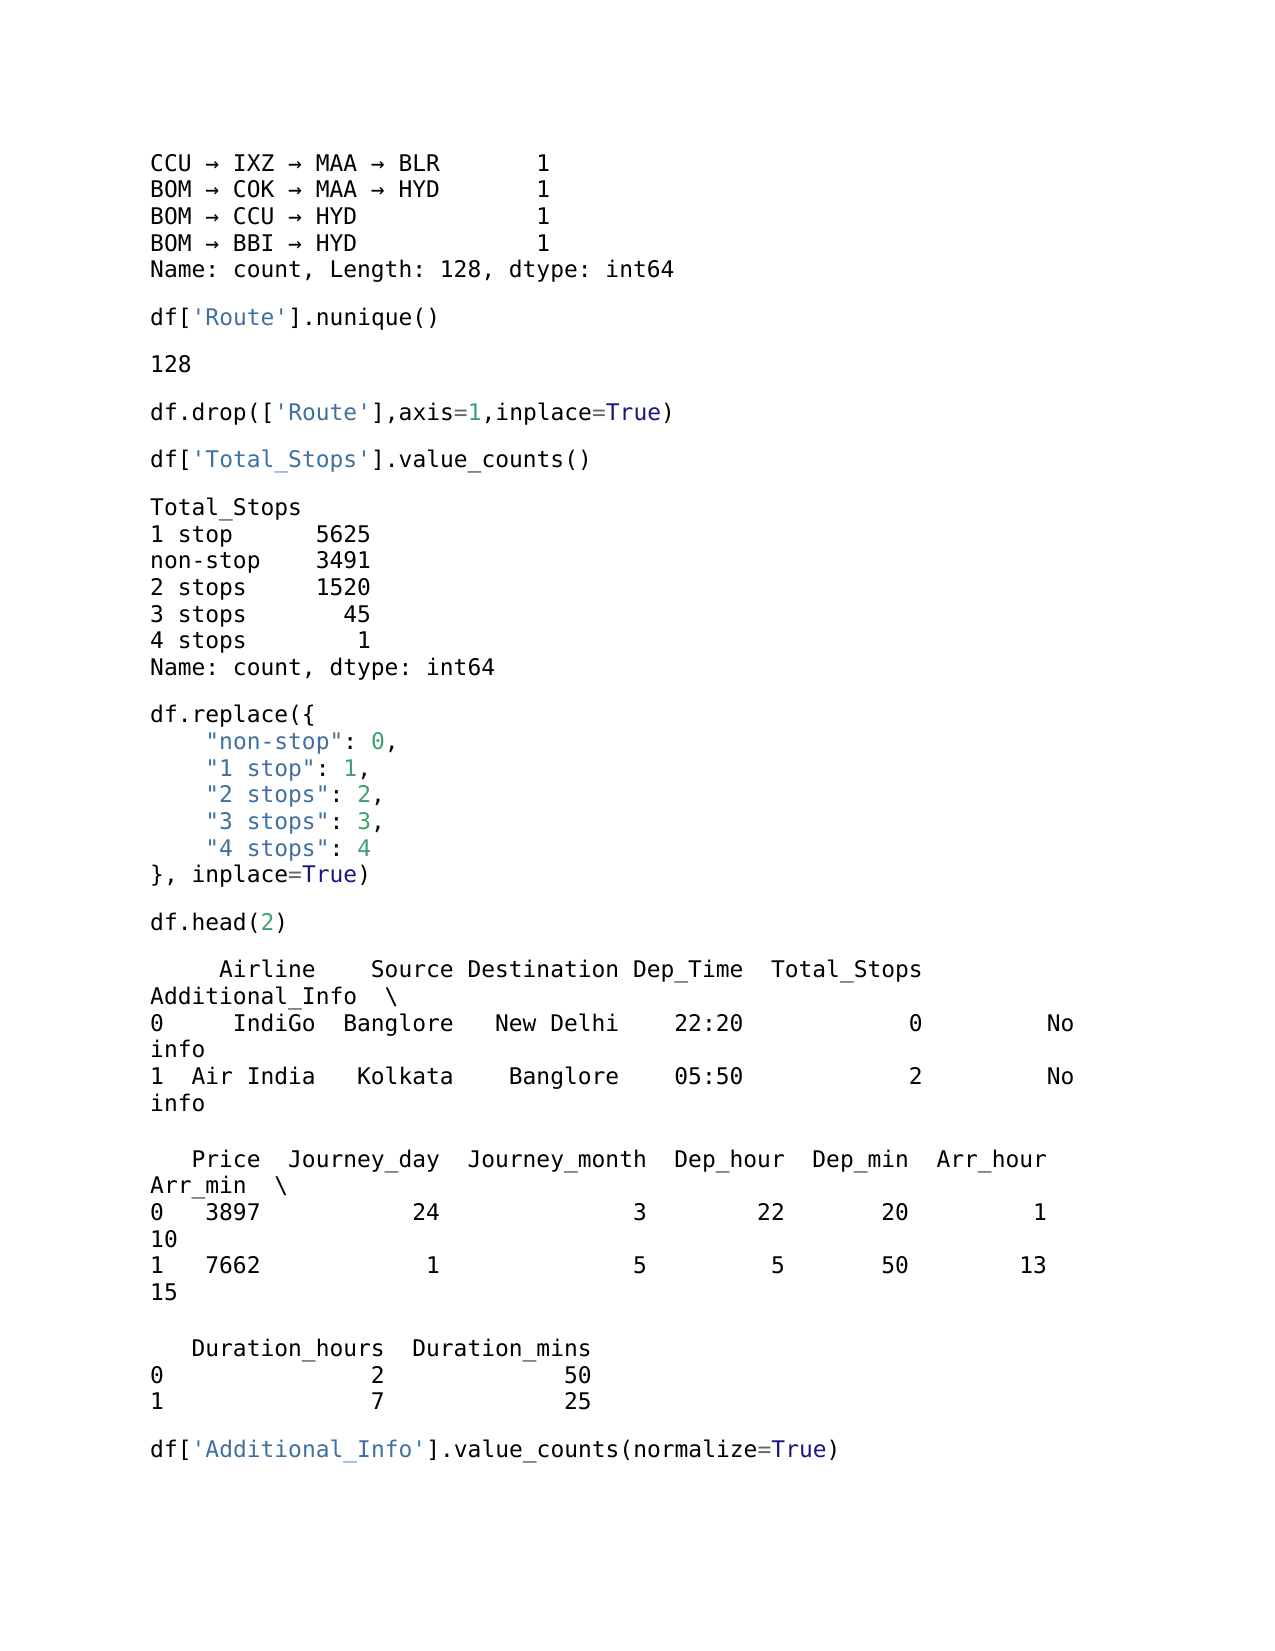 CCU → IXZ → MAA → BLR       1
BOM → COK → MAA → HYD       1
BOM → CCU → HYD             1
BOM → BBI → HYD             1
Name: count, Length: 128, dtype: int64
df['Route'].nunique()
128
df.drop(['Route'],axis=1,inplace=True)
df['Total_Stops'].value_counts()
Total_Stops
1 stop      5625
non-stop    3491
2 stops     1520
3 stops       45
4 stops        1
Name: count, dtype: int64
df.replace({
    "non-stop": 0,
    "1 stop": 1,
    "2 stops": 2,
    "3 stops": 3,
    "4 stops": 4
}, inplace=True)
df.head(2)
     Airline    Source Destination Dep_Time  Total_Stops
Additional_Info  \
0     IndiGo  Banglore   New Delhi    22:20            0         No
info
1  Air India   Kolkata    Banglore    05:50            2         No
info
   Price  Journey_day  Journey_month  Dep_hour  Dep_min  Arr_hour
Arr_min  \
0   3897           24              3        22       20         1
10
1   7662            1              5         5       50        13
15
   Duration_hours  Duration_mins
0               2             50
1               7             25
df['Additional_Info'].value_counts(normalize=True)